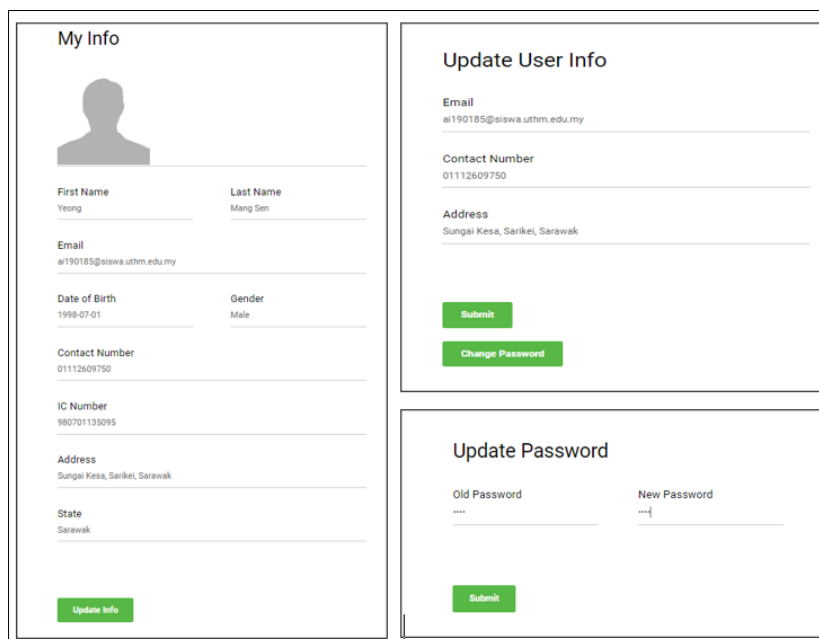 My Info
First Name Last Name
Yeong Mang Sen
Email
ai190185@siswa.uthm.edu.my
Date of Birth Gender
1998-07-01 Male
Contact Number
01112609750
IC Number
980701135095
Address
Sungai Kesa, Sarikei, Sarawak
State
Sarawak
Update Info
Update User Info
Email
ai190185@siswa.uthm.edu.my
Contact Number
01112609750
Address
Sungai Kesa, Sarikei, Sarawak
Submit
Change Password
Update Password
Old Password New Password
···· ····
Submit